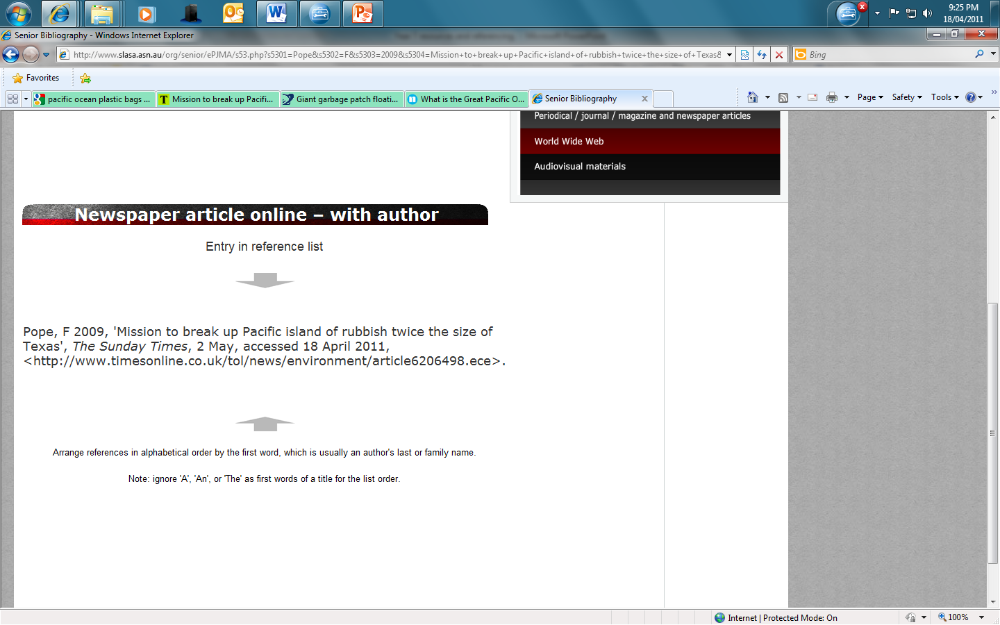 9:25 PM
18/04/2011
Senior Bibliography - Windows Internet Explorer
http://www.slasa.asn.au/org/senior/ePJMA/s53.php?s5301=Pope&s5302=F&s5303=2009&s5304=Mission+to+break+up+Pacific+island+of+rubbish+twice+the+size+of+Texas&
Bing
Favorites
pacific ocean plastic bags ...
Mission to break up Pacifi...
Giant garbage patch floati...
What is the Great Pacific O...
Senior Bibliography
Page
Safety
Tools
Periodical / journal / magazine and newspaper articles
World Wide Web
Audiovisual materials
Newspaper article online – with author
Entry in reference list
Pope, F 2009, 'Mission to break up Pacific island of rubbish twice the size of
Texas', The Sunday Times, 2 May, accessed 18 April 2011,
<http://www.timesonline.co.uk/tol/news/environment/article6206498.ece>.
Arrange references in alphabetical order by the first word, which is usually an author's last or family name.
Note: ignore 'A', 'An', or 'The' as first words of a title for the list order.
Internet | Protected Mode: On
100%